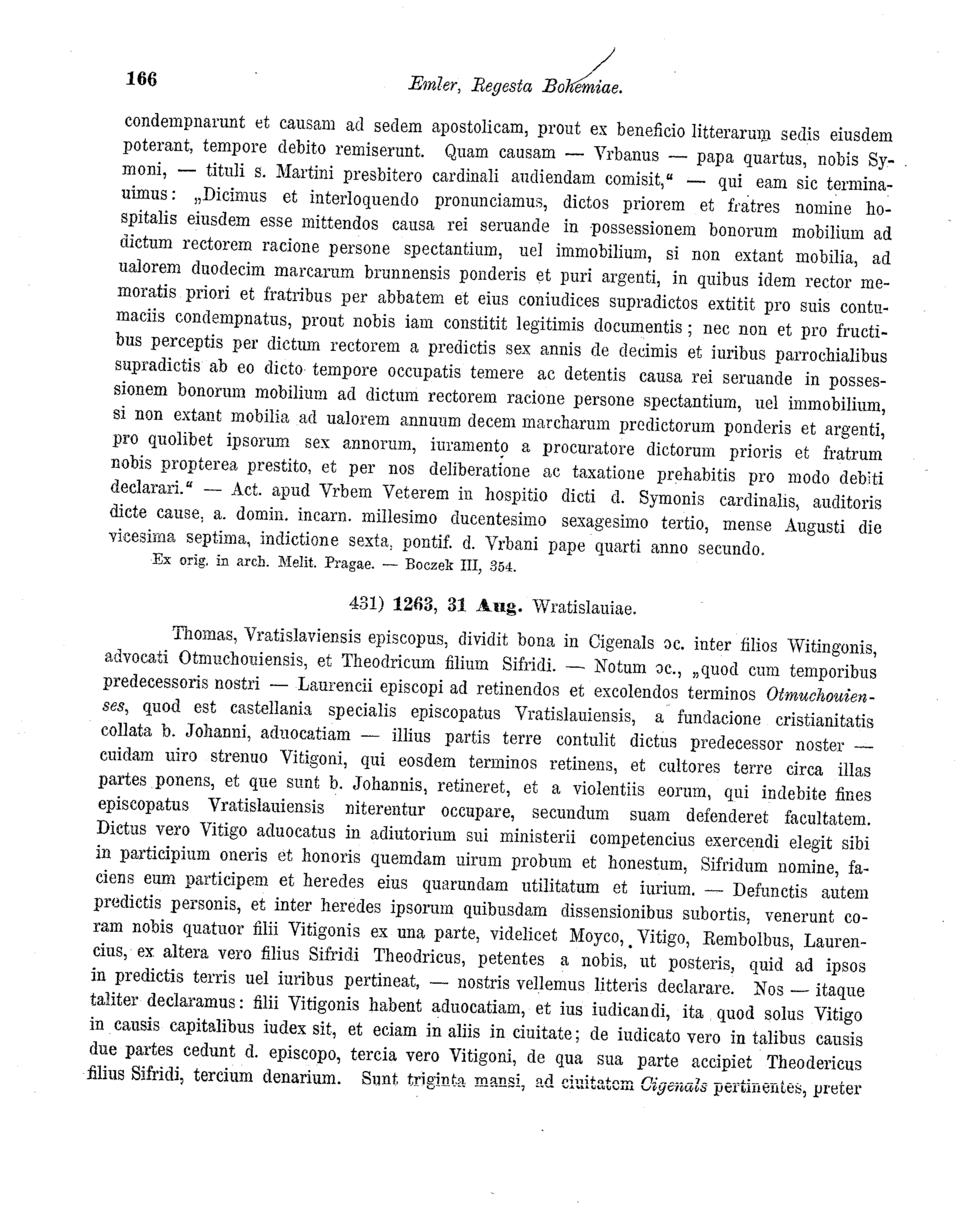 166
Emler, Regesta Bohemiae.
condempnarunt et causam ad sedem apostolicam, prout ex beneficio litterarum sedis eiusdem
poterant, tempore debito remiserunt. Quam causam — Vrbanus — papa quartus, nobis Sy-
moni, — tituli s. Martini presbitero cardinali audiendam comisit,“ — qui eam sic termina-
uimus: „Dicimus et interloquendo pronunciamus, dictos priorem et fratres nomine ho-
spitalis eiusdem esse mittendos causa rei seruande in possessionem bonorum mobilium ad
dictum rectorem racione persone spectantium, uel immobilium, si non extant mobilia, ad
ualorem duodecim marcarum brunnensis ponderis et puri argenti, in quibus idem rector me-
moratis priori et fratribus per abbatem et eius coniudices supradictos extitit pro suis contu-
maciis condempnatus, prout nobis iam constitit legitimis documentis; nec non et pro fructi-
bus perceptis per dictum rectorem a predictis sex annis de decimis et iuribus parrochialibus
supradictis ab eo dicto tempore occupatis temere ac detentis causa rei seruande in posses-
sionem bonorum mobilium ad dictum rectorem racione persone spectantium, uel immobilium,
si non extant mobilia ad ualorem annuum decem marcharum predictorum ponderis et argenti,
pro quolibet ipsorum sex annorum, iuramento a procuratore dictorum prioris et fratrum
nobis propterea prestito, et per nos deliberatione ac taxatione prehabitis pro modo debiti
declarari.“ — Act. apud Vrbem Veterem in hospitio dicti d. Symonis cardinalis, auditoris
dicte cause, a. domin. incarn. millesimo ducentesimo sexagesimo tertio, mense Augusti die
vicesima septima, indictione sexta, pontif. d. Vrbani pape quarti anno secundo.
Ex orig. in arch. Melit. Pragae. — Boczek III, 354.
431) 1263, 31 Aug. Wratislauiae.
Thomas, Vratislaviensis episcopus, dividit bona in Cigenals ɔc. inter filios Witingonis,
advocati Otmuchouiensis, et Theodricum filium Sifridi. — Notum ɔc., „quod cum temporibus
predecessoris nostri — Laurencii episcopi ad retinendos et excolendos terminos Otmuchouien-
ses, quod est castellania specialis episcopatus Vratislauiensis, a fundacione cristianitatis
collata b. Johanni, aduocatiam — illius partis terre contulit dictus predecessor noster —
cuidam uiro strenuo Vitigoni, qui eosdem terminos retinens, et cultores terre circa illas
partes ponens, et que sunt b. Johannis, retineret, et a violentiis eorum, qui indebite fines
episcopatus Vratislauiensis niterentur occupare, secundum suam defenderet facultatem.
Dictus vero Vitigo aduocatus in adiutorium sui ministerii competencius exercendi elegit sibi
in participium oneris et honoris quemdam uirum probum et honestum, Sifridum nomine, fa-
ciens eum participem et heredes eius quarundam utilitatum et iurium. — Defunctis autem
predictis personis, et inter heredes ipsorum quibusdam dissensionibus subortis, venerunt co-
ram nobis quatuor filii Vitigonis ex una parte, videlicet Moyco, Vitigo, Rembolbus, Lauren-
cius, ex altera vero filius Sifridi Theodricus, petentes a nobis, ut posteris, quid ad ipsos
in predictis terris uel iuribus pertineat, — nostris vellemus litteris declarare. Nos — itaque
taliter declaramus: filii Vitigonis habent aduocatiam, et ius iudicandi, ita quod solus Vitigo
in causis capitalibus iudex sit, et eciam in aliis in ciuitate; de iudicato vero in talibus causis
due partes cedunt d. episcopo, tercia vero Vitigoni, de qua sua parte accipiet Theodericus
filius Sifridi, tercium denarium. Sunt triginta mansi, ad ciuitatem Cigenals pertinentes, preter